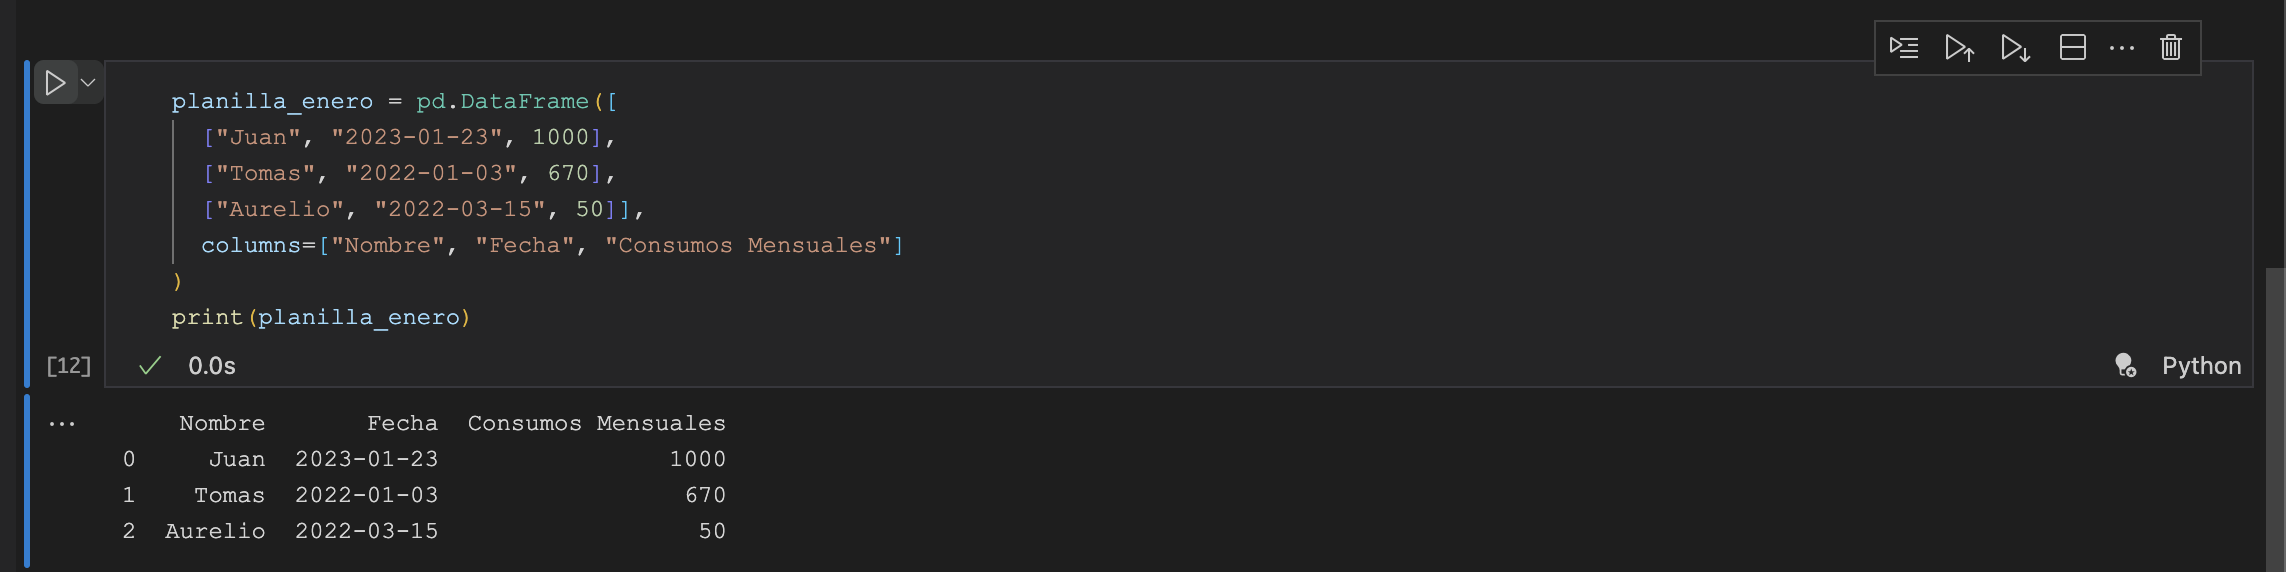 planilla_enero = pd.DataFrame([
["Juan", "2023-01-23", 1000],
["Tomas", "2022-01-03", 670],
["Aurelio", "2022-03-15", 50]],
columns=["Nombre", "Fecha", "Consumos Mensuales"]
)
print(planilla_enero)
[12] 0.0s Python
Nombre Fecha Consumos Mensuales
0 Juan 2023-01-23 1000
1 Tomas 2022-01-03 670
2 Aurelio 2022-03-15 50